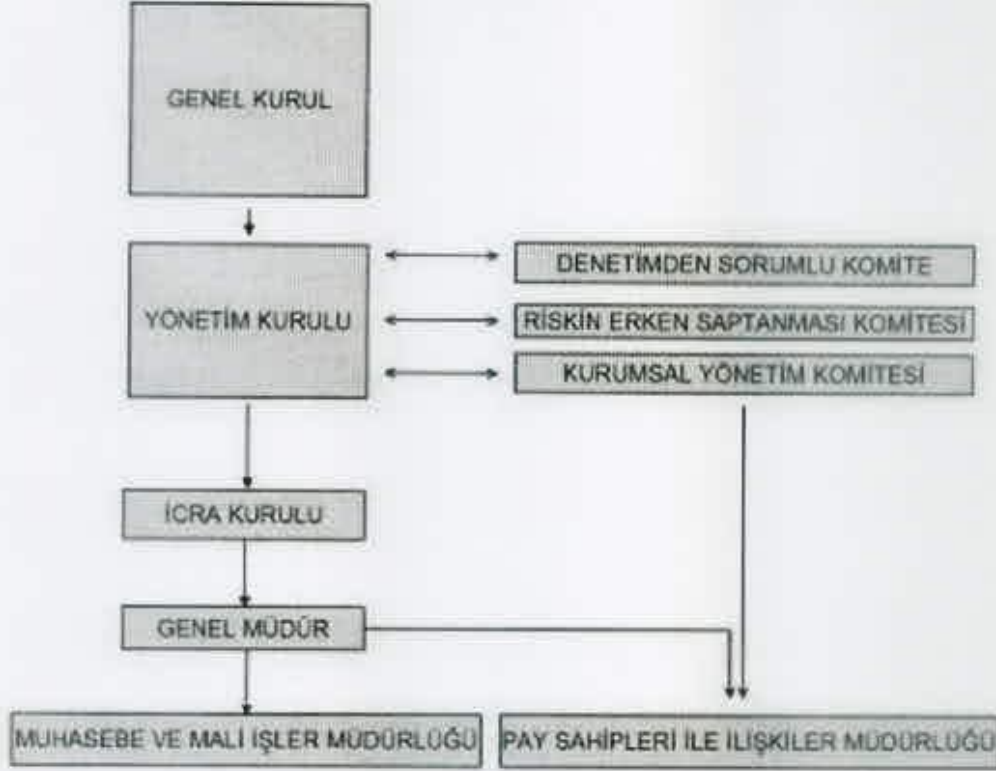 GENEL KURUL
YÖNETİM KURULU
DENETİMDEN SORUMLU KOMİTE
RİSKİN ERKEN SAPTANMASI KOMİTESİ
KURUMSAL YÖNETİM KOMİTESİ
İCRA KURULU
GENEL MÜDÜR
MUHASEBE VE MALİ İŞLER MÜDÜRLÜĞÜ
PAY SAHİPLERİ İLE İLİŞKİLER MÜDÜRLÜĞÜ